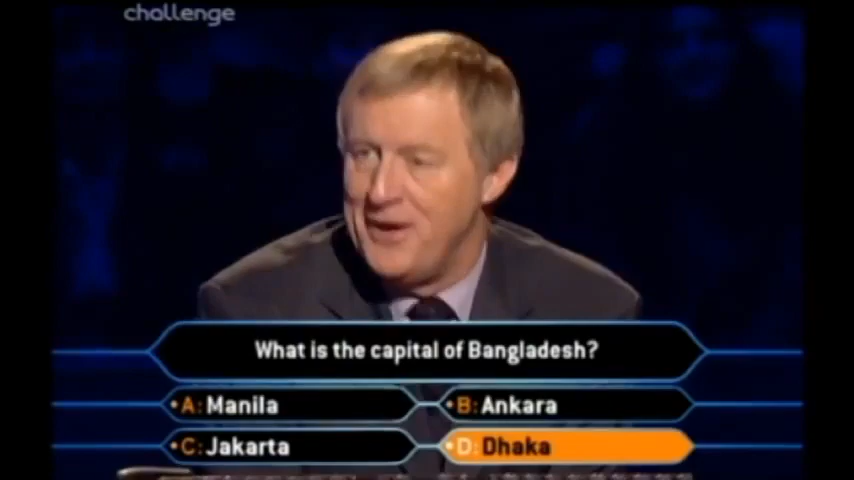 challenge
What is the capital of Bangladesh?
A: Manila
B: Ankara
C: Jakarta
D: Dhaka